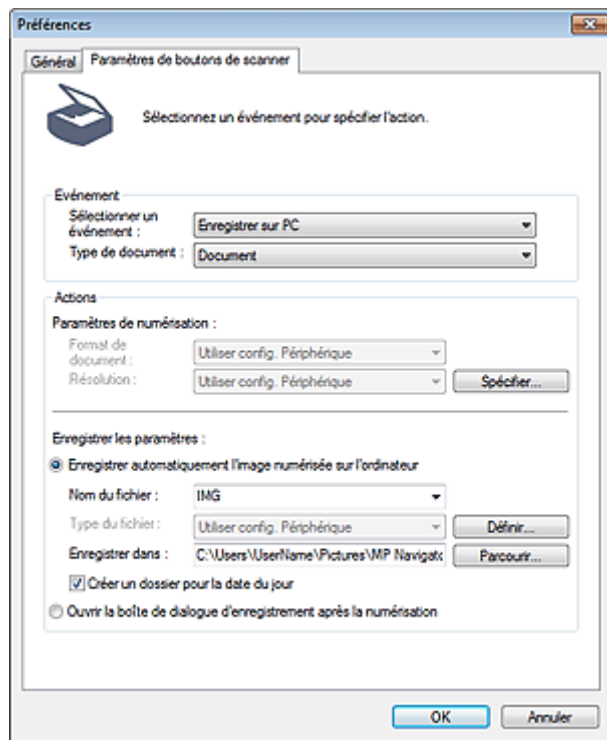 Préférences
Général Paramètres de boutons de scanner
Sélectionnez un événement pour spécifier l'action.
Evénement
Sélectionner un
événement : Enregistrer sur PC
Type de document : Document
Actions
Paramètres de numérisation :
Format de
document : Utiliser config. Périphérique
Résolution : Utiliser config. Périphérique Spécifier...
Enregistrer les paramètres :
Enregistrer automatiquement l'image numérisée sur l'ordinateur
Nom du fichier : IMG
Type du fichier : Utiliser config. Périphérique Définir...
Enregistrer dans : C:\Users\UserName\Pictures\MP Navigato Parcourir...
Créer un dossier pour la date du jour
Ouvrir la boîte de dialogue d'enregistrement après la numérisation
OK Annuler